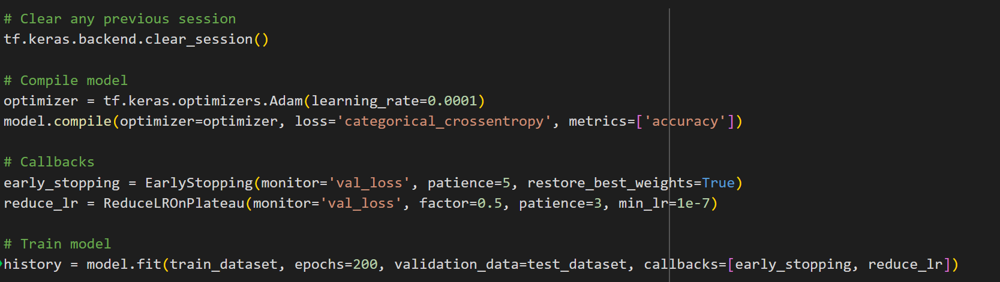 # Clear any previous session
tf.keras.backend.clear_session()
# Compile model
optimizer = tf.keras.optimizers.Adam(learning_rate=0.0001)
model.compile(optimizer=optimizer, loss='categorical_crossentropy', metrics=['accuracy'])
# Callbacks
early_stopping = EarlyStopping(monitor='val_loss', patience=5, restore_best_weights=True)
reduce_lr = ReduceLROnPlateau(monitor='val_loss', factor=0.5, patience=3, min_lr=1e-7)
# Train model
history = model.fit(train_dataset, epochs=200, validation_data=test_dataset, callbacks=[early_stopping, reduce_lr])